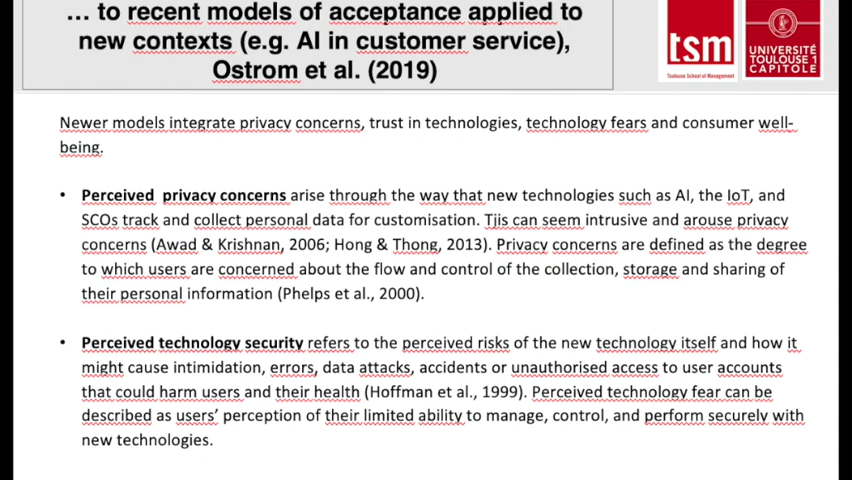 … to recent models of acceptance applied to
new contexts (e.g. AI in customer service),
Ostrom et al. (2019)
tsm
Toulouse School of Management
UNIVERSITÉ
TOULOUSE 1
CAPITOLE
Newer models integrate privacy concerns, trust in technologies, technology fears and consumer well-
being.
• Perceived privacy concerns arise through the way that new technologies such as AI, the IoT, and
SCOs track and collect personal data for customisation. Tjis can seem intrusive and arouse privacy
concerns (Awad & Krishnan, 2006; Hong & Thong, 2013). Privacy concerns are defined as the degree
to which users are concerned about the flow and control of the collection, storage and sharing of
their personal information (Phelps et al., 2000).
• Perceived technology security refers to the perceived risks of the new technology itself and how it
might cause intimidation, errors, data attacks, accidents or unauthorised access to user accounts
that could harm users and their health (Hoffman et al., 1999). Perceived technology fear can be
described as users’ perception of their limited ability to manage, control, and perform securely with
new technologies.